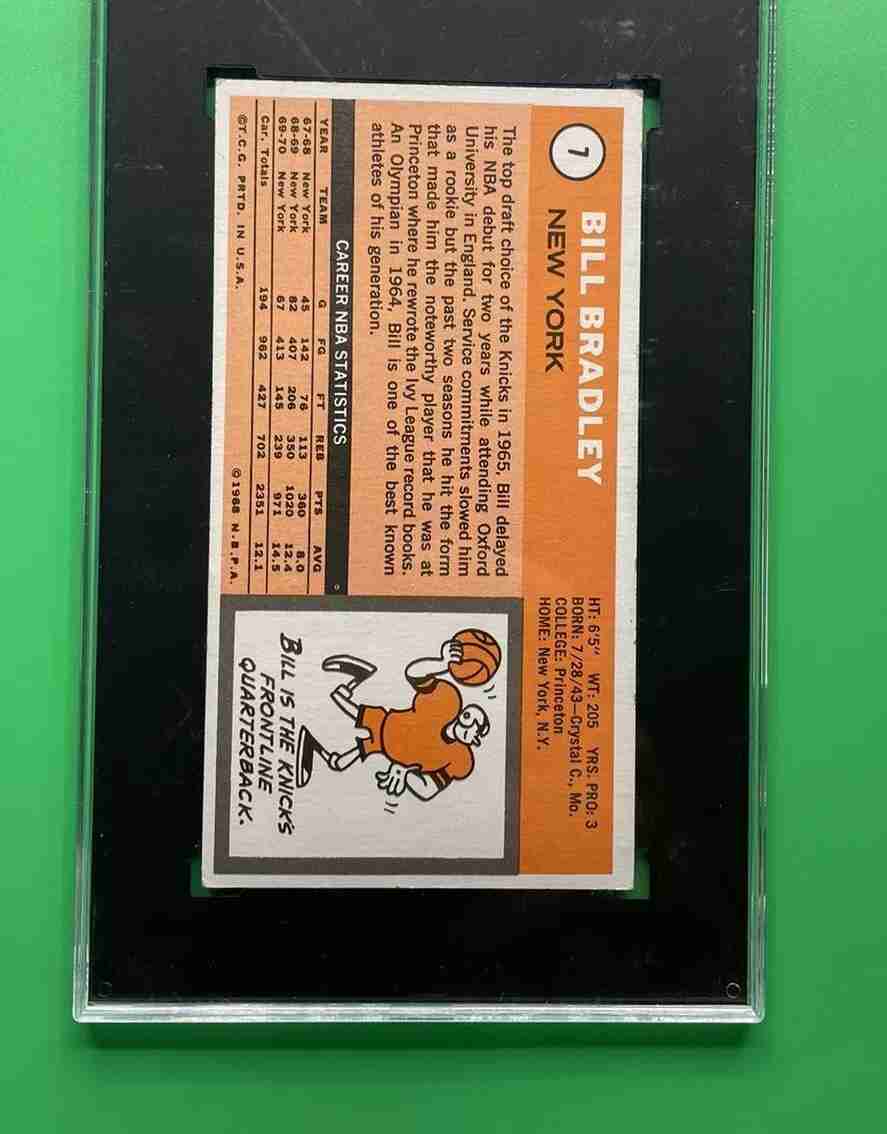 7
BILL BRADLEY
NEW YORK
HT: 6'5" WT: 205 YRS. PRO: 3
BORN: 7/28/43—Crystal C., Mo.
COLLEGE: Princeton
HOME: New York, N.Y.
The top draft choice of the Knicks in 1965, Bill delayed
his NBA debut for two years while attending Oxford
University in England. Service commitments slowed him
as a rookie but the past two seasons he hit the form
that made him the noteworthy player that he was at
Princeton where he rewrote the Ivy League record books.
An Olympian in 1964, Bill is one of the best known
athletes of his generation.
CAREER NBA STATISTICS
YEAR TEAM G FG FT REB PTS AVG
67-68 New York 45 142 76 113 360 8.0
68-69 New York 82 407 206 350 1020 12.4
69-70 New York 67 413 145 239 971 14.5
Car. Totals 194 962 427 702 2351 12.1
©T.C.G. PRTD. IN U.S.A. ©1968 N.B.P.A.
BILL IS THE KNICK'S
FRONTLINE
QUARTERBACK.